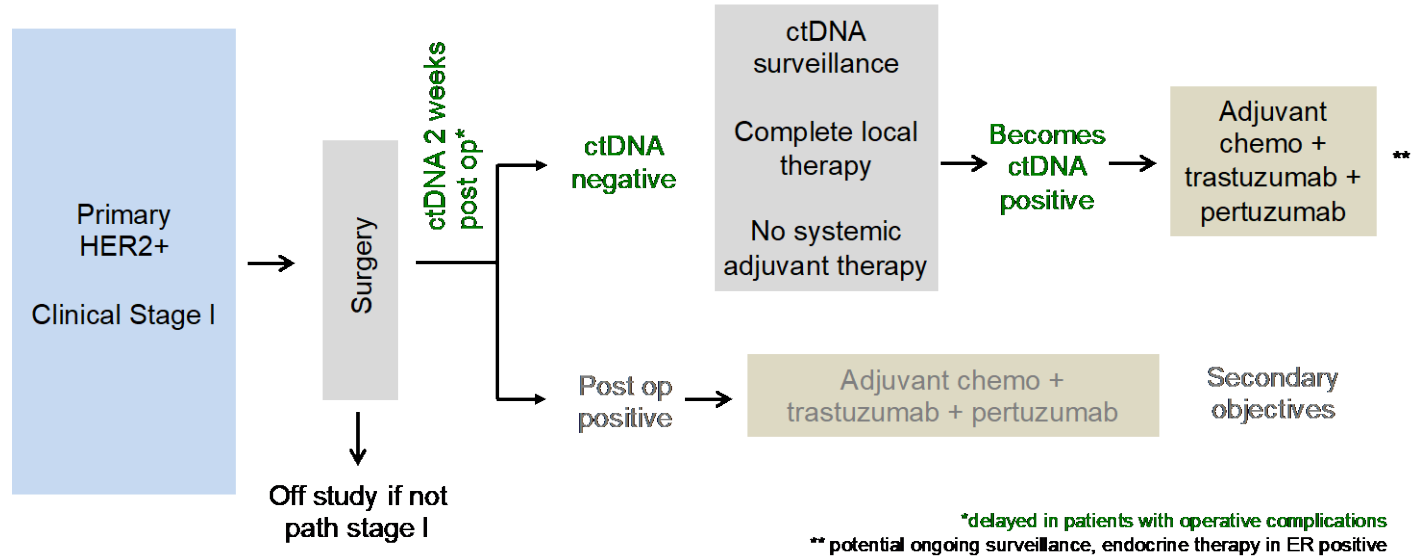 Primary
HER2+
Clinical Stage I
Surgery
Off study if not
path stage I
ctDNA 2 weeks
post op*
ctDNA
negative
ctDNA
surveillance
Complete local
therapy
No systemic
adjuvant therapy
Becomes
ctDNA
positive
Adjuvant
chemo +
trastuzumab +
pertuzumab
**
Post op
positive
Adjuvant chemo +
trastuzumab + pertuzumab
Secondary
objectives
*delayed in patients with operative complications
** potential ongoing surveillance, endocrine therapy in ER positive